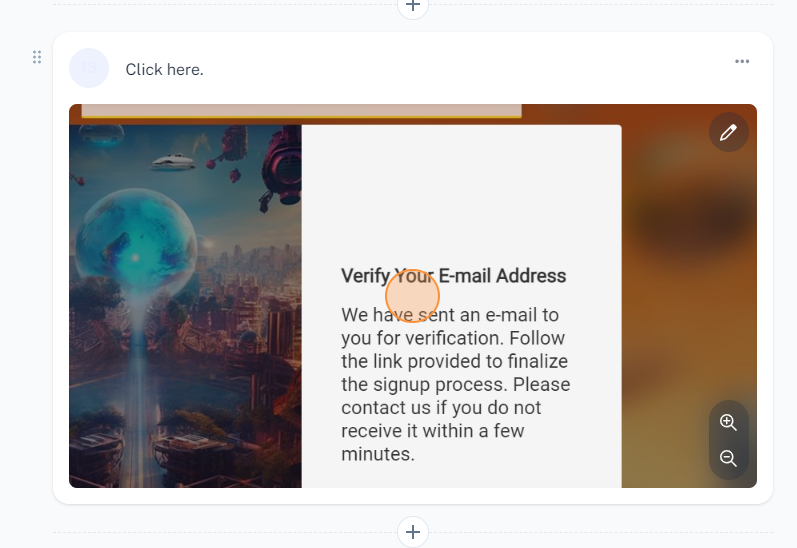 13
Click here.
Verify Your E-mail Address
We have sent an e-mail to
you for verification. Follow
the link provided to finalize
the signup process. Please
contact us if you do not
receive it within a few
minutes.